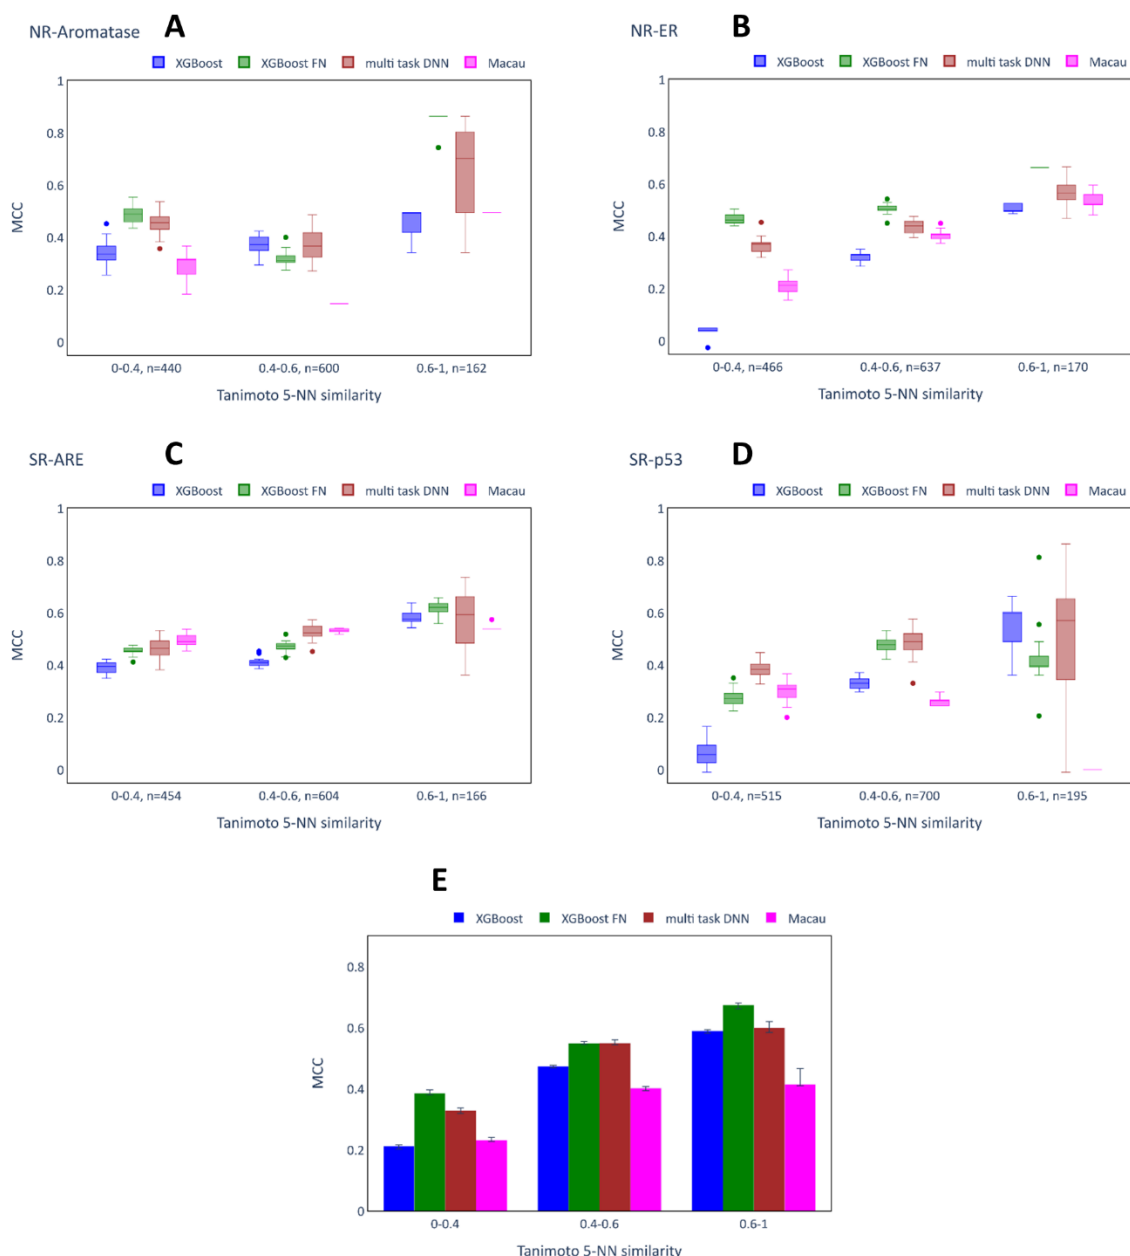 NR-Aromatase A
XGBoost XGBoost FN multi task DNN Macau
1
0.8
0.6
0.4
0.2
0
MCC
0-0.4, n=440 0.4-0.6, n=600 0.6-1, n=162
Tanimoto 5-NN similarity
NR-ER B
XGBoost XGBoost FN multi task DNN Macau
1
0.8
0.6
0.4
0.2
0
MCC
0-0.4, n=466 0.4-0.6, n=637 0.6-1, n=170
Tanimoto 5-NN similarity
SR-ARE C
XGBoost XGBoost FN multi task DNN Macau
1
0.8
0.6
0.4
0.2
0
MCC
0-0.4, n=454 0.4-0.6, n=604 0.6-1, n=166
Tanimoto 5-NN similarity
SR-p53 D
XGBoost XGBoost FN multi task DNN Macau
1
0.8
0.6
0.4
0.2
0
MCC
0-0.4, n=515 0.4-0.6, n=700 0.6-1, n=195
Tanimoto 5-NN similarity
E
XGBoost XGBoost FN multi task DNN Macau
0.8
0.6
0.4
0.2
0
MCC
0-0.4 0.4-0.6 0.6-1
Tanimoto 5-NN similarity